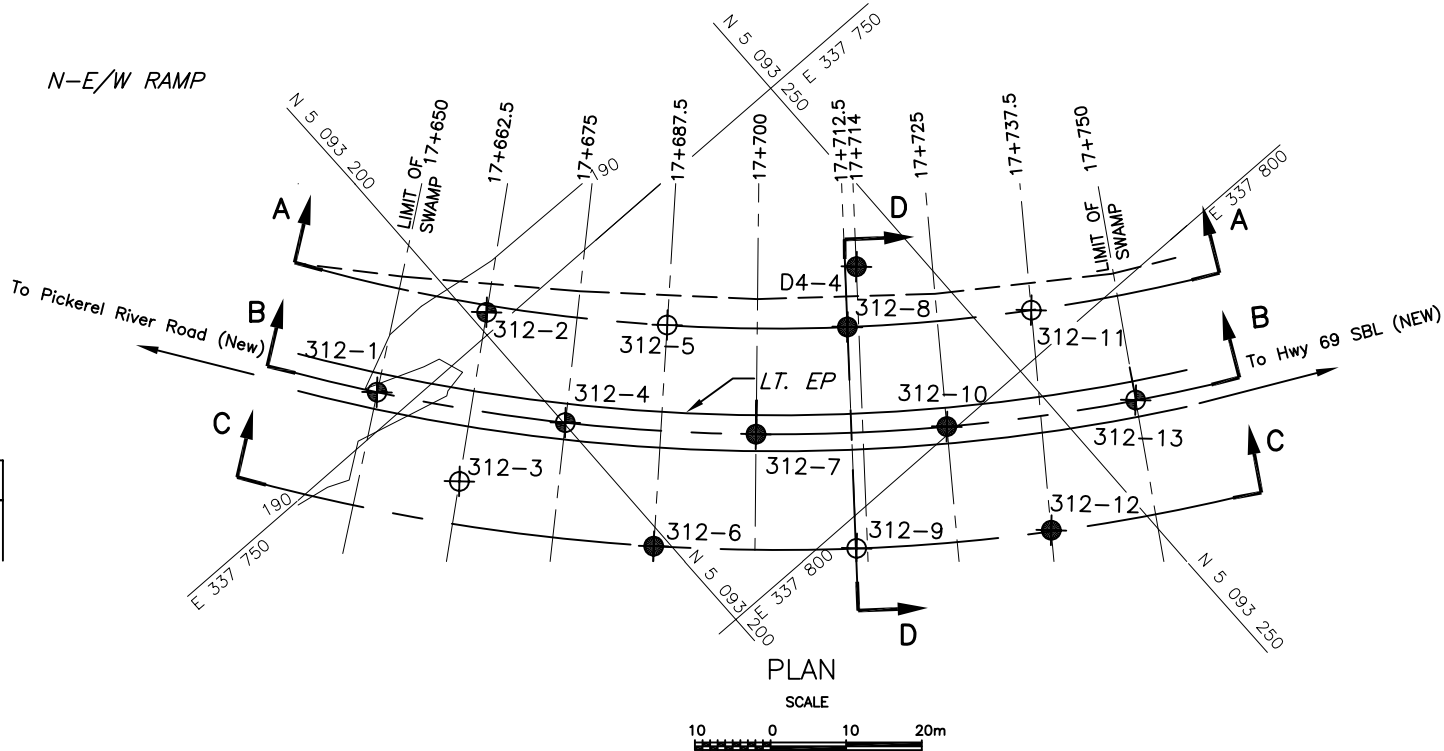 N-E/W RAMP
N 5 093 200
N 5 093 250
E 337 750
LIMIT OF
SWAMP 17+650
17+662.5
17+675
17+687.5
17+700
17+712.5
17+714
17+725
17+737.5
17+750
LIMIT OF
SWAMP
190
E 337 800
A
D
A
D4-4
312-8
312-2
312-5
312-11
To Pickerel River Road (New)
B
B
To Hwy 69 SBL (NEW)
312-1
LT. EP
312-4
312-10
C
C
312-13
312-7
312-3
190
312-12
312-6
312-9
E 337 750
N 5 093 200
E 337 800
N 5 093 250
D
PLAN
SCALE
10 0 10 20m